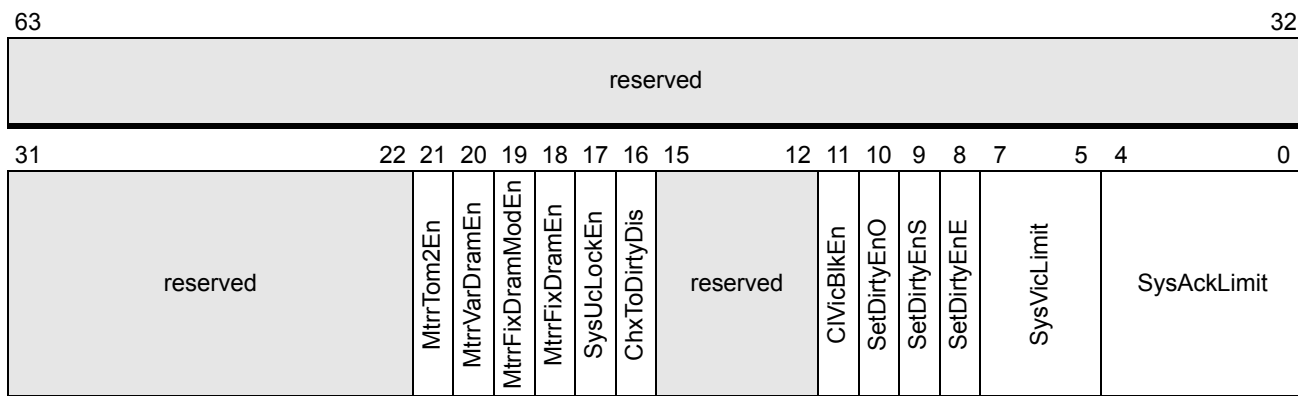 63 32
reserved
31 22 21 20 19 18 17 16 15 12 11 10 9 8 7 5 4 0
reserved
MtrrTom2En
MtrrVarDramEn
MtrrFixDramModEn
MtrrFixDramEn
SysUcLockEn
ChxToDirtyDis
reserved
ClVicBlkEn
SetDirtyEnO
SetDirtyEnS
SetDirtyEnE
SysVicLimit
SysAckLimit